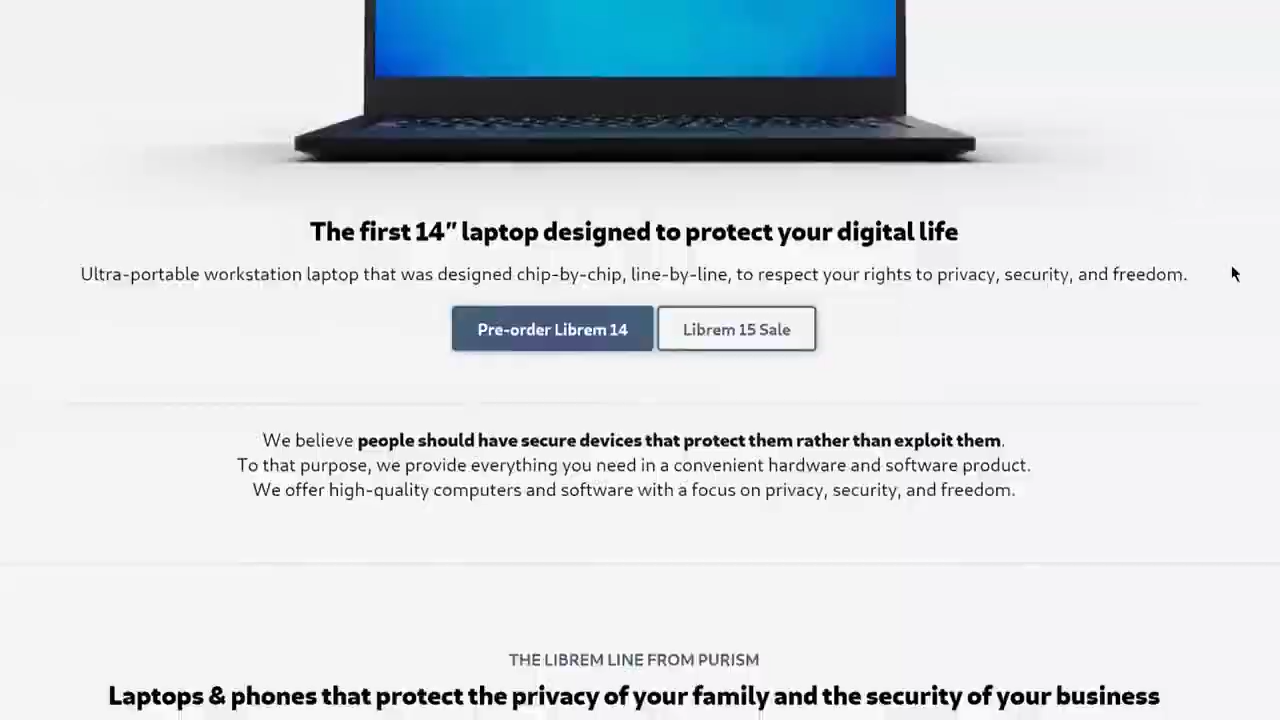 The first 14" laptop designed to protect your digital life
Ultra-portable workstation laptop that was designed chip-by-chip, line-by-line, to respect your rights to privacy, security, and freedom.
Pre-order Librem 14
Librem 15 Sale
We believe people should have secure devices that protect them rather than exploit them.
To that purpose, we provide everything you need in a convenient hardware and software product.
We offer high-quality computers and software with a focus on privacy, security, and freedom.
THE LIBREM LINE FROM PURISM
Laptops & phones that protect the privacy of your family and the security of your business